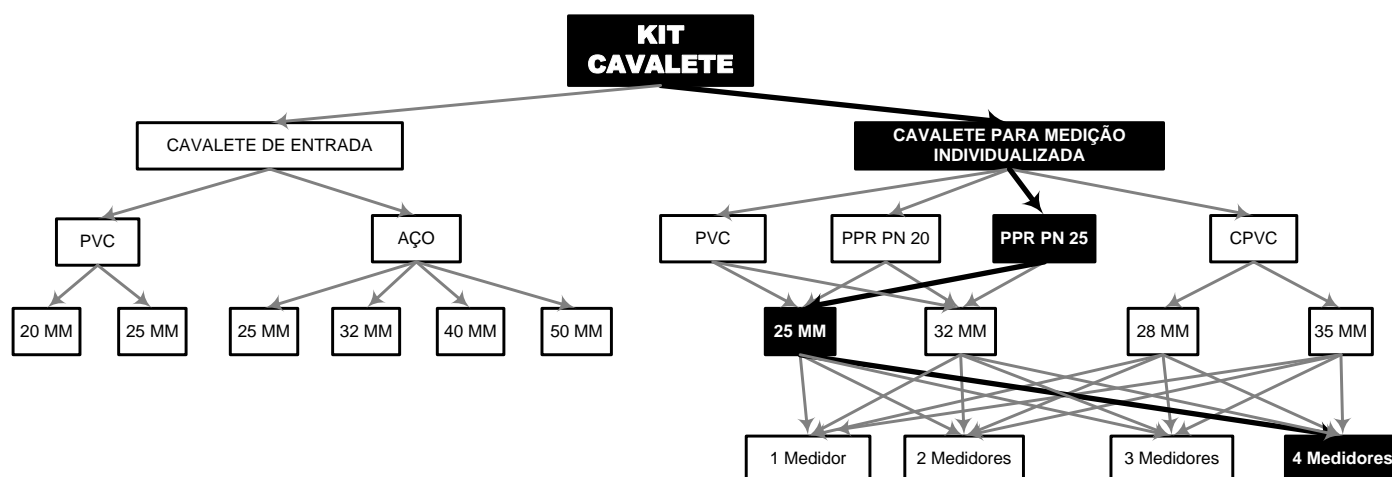 KIT
CAVALETE
CAVALETE DE ENTRADA
CAVALETE PARA MEDIÇÃO
INDIVIDUALIZADA
PVC
AÇO
PVC
PPR PN 20
PPR PN 25
CPVC
20 MM
25 MM
25 MM
32 MM
40 MM
50 MM
25 MM
32 MM
28 MM
35 MM
1 Medidor
2 Medidores
3 Medidores
4 Medidores